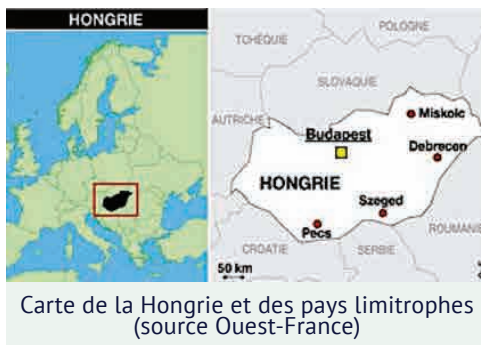 HONGRIE
TCHÉQUIE
POLOGNE
SLOVAQUIE
AUTRICHE
Miskolc
Budapest
Debrecen
HONGRIE
Szeged
Pecs
ROUMANIE
CROATIE
SERBIE
50 km
Carte de la Hongrie et des pays limitrophes
(source Ouest-France)